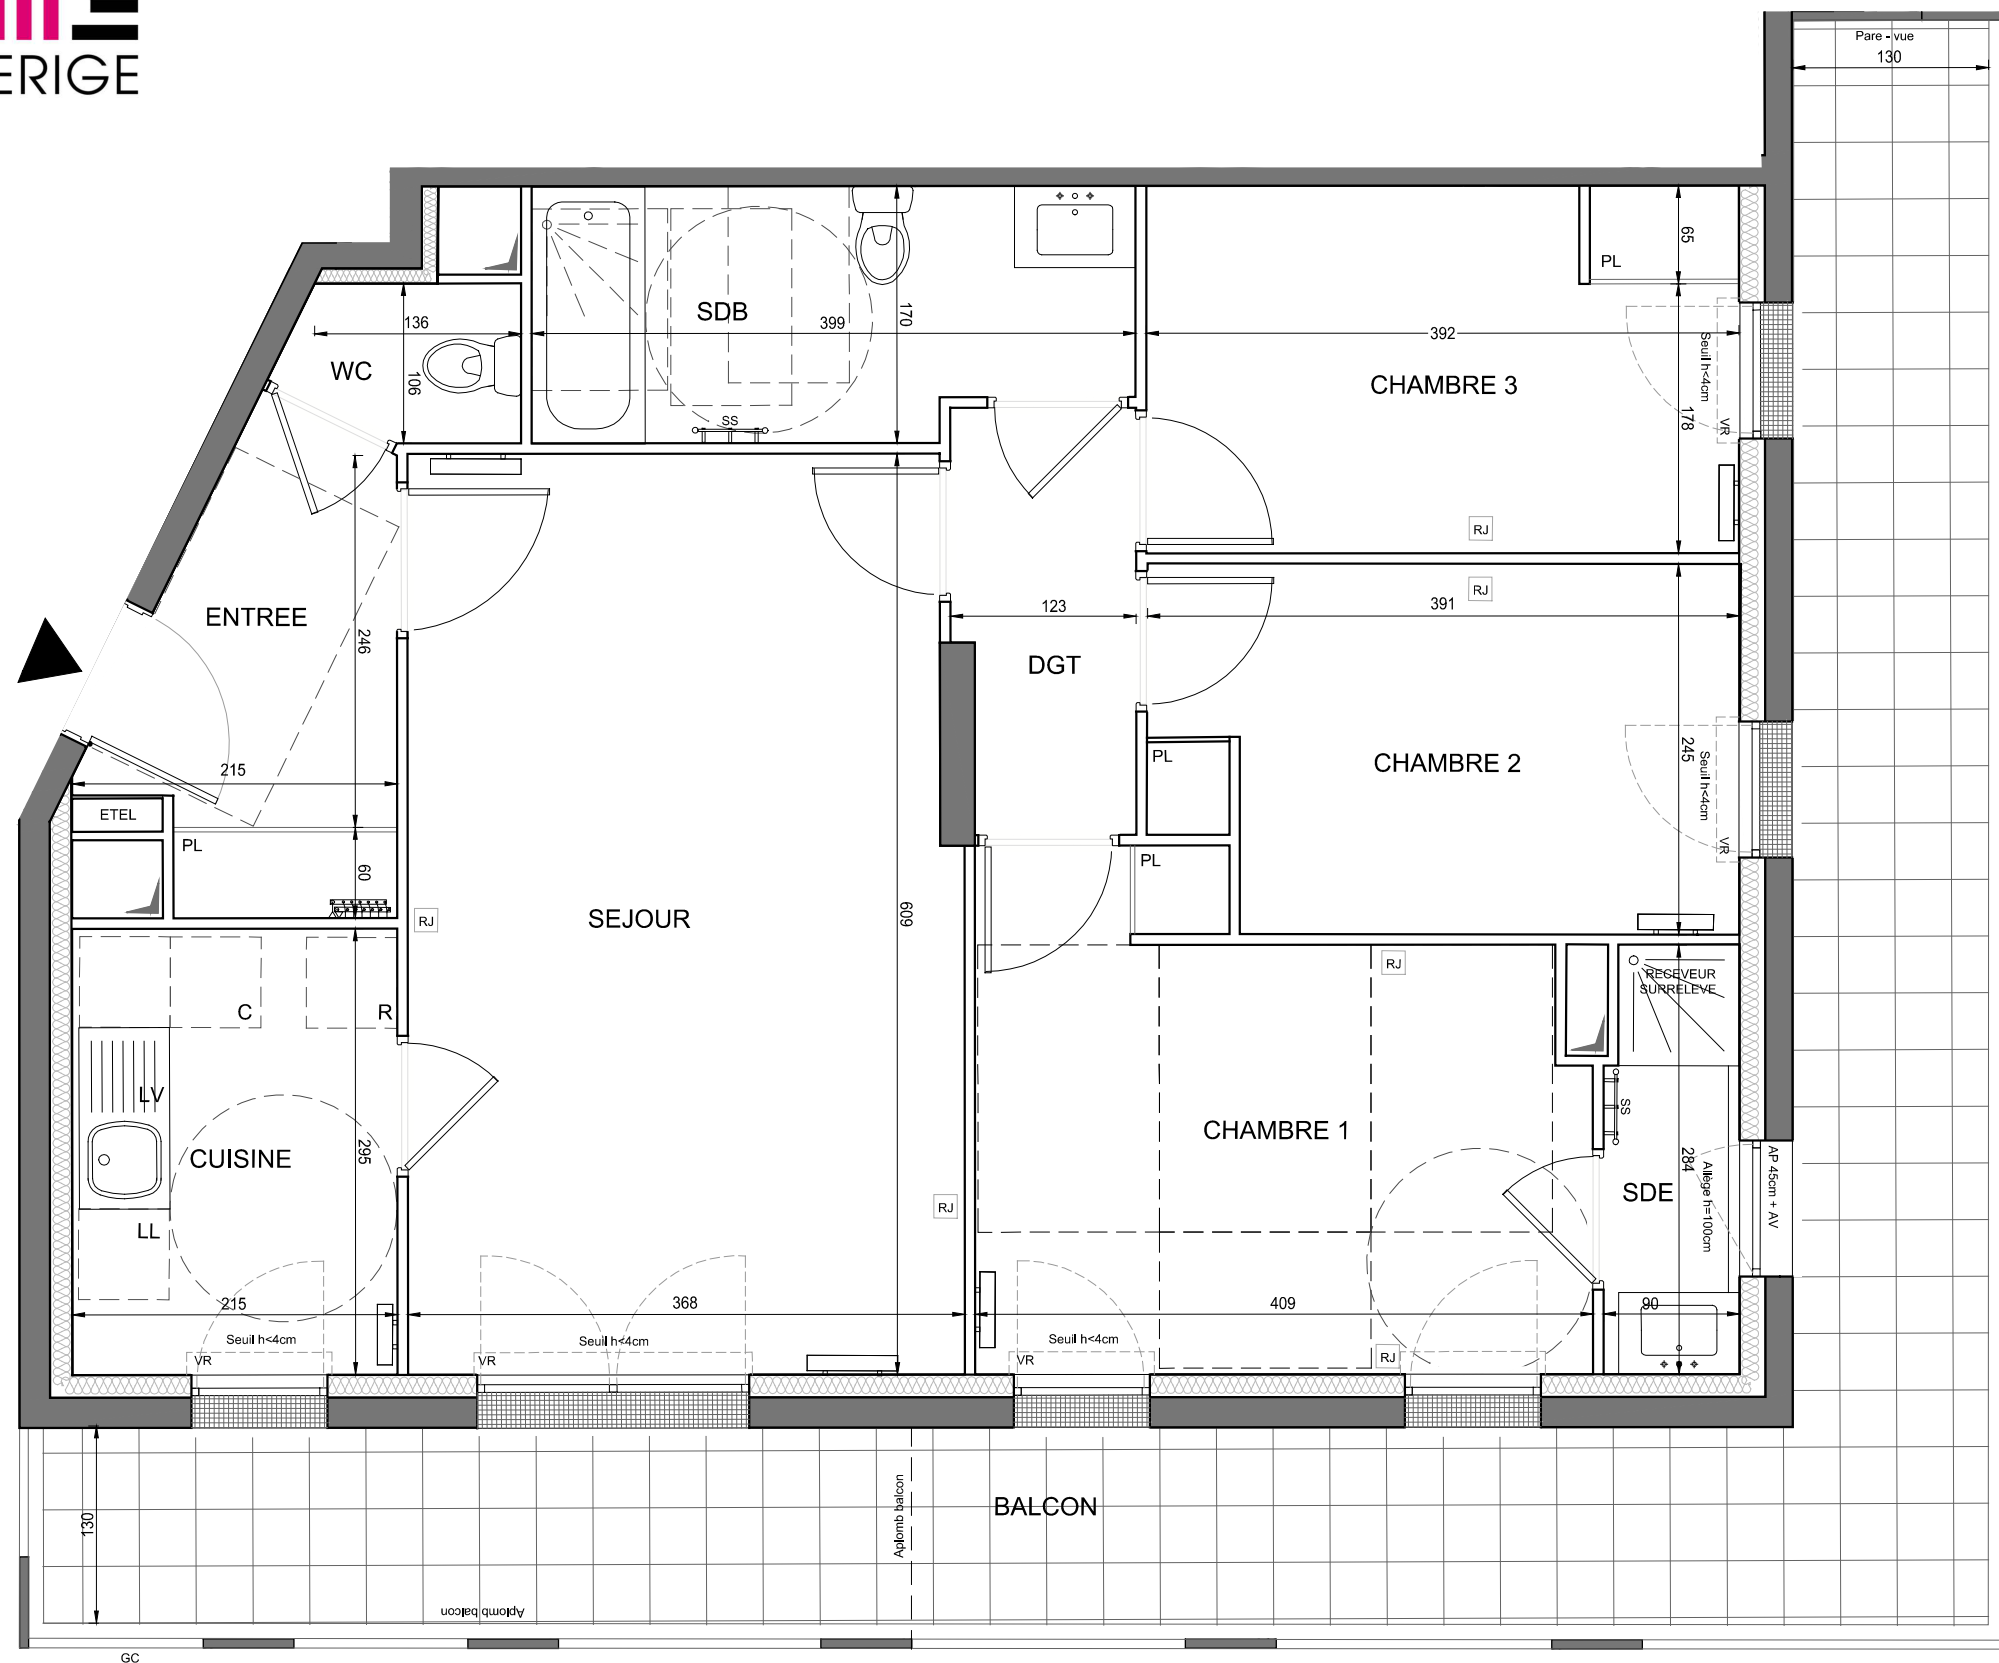 ERIGE
Pare - vue
130
65
PL
136
SDB
399
170
392
WC
106
CHAMBRE 3
Seuil h<4cm
178
VR
SS
RJ
RJ
ENTREE
246
123
391
DGT
CHAMBRE 2
245
Seuil h<4cm
VR
PL
215
ETEL
PL
60
PL
RJ
SEJOUR
609
RJ
RECEVEUR
SURRELEVE
C
R
LV
CUISINE
295
CHAMBRE 1
SS
284
SDE
Allège h=100cm
AP 45cm + AV
LL
RJ
215
368
409
90
Seuil h<4cm
Seuil h<4cm
Seuil h<4cm
VR
VR
VR
RJ
130
Aplomb balcon
BALCON
Aplomb balcon
GC